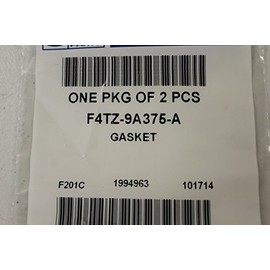 ONE PKG OF 2 PCS
F4TZ-9A375-A
GASKET
F201C 1994963 101714